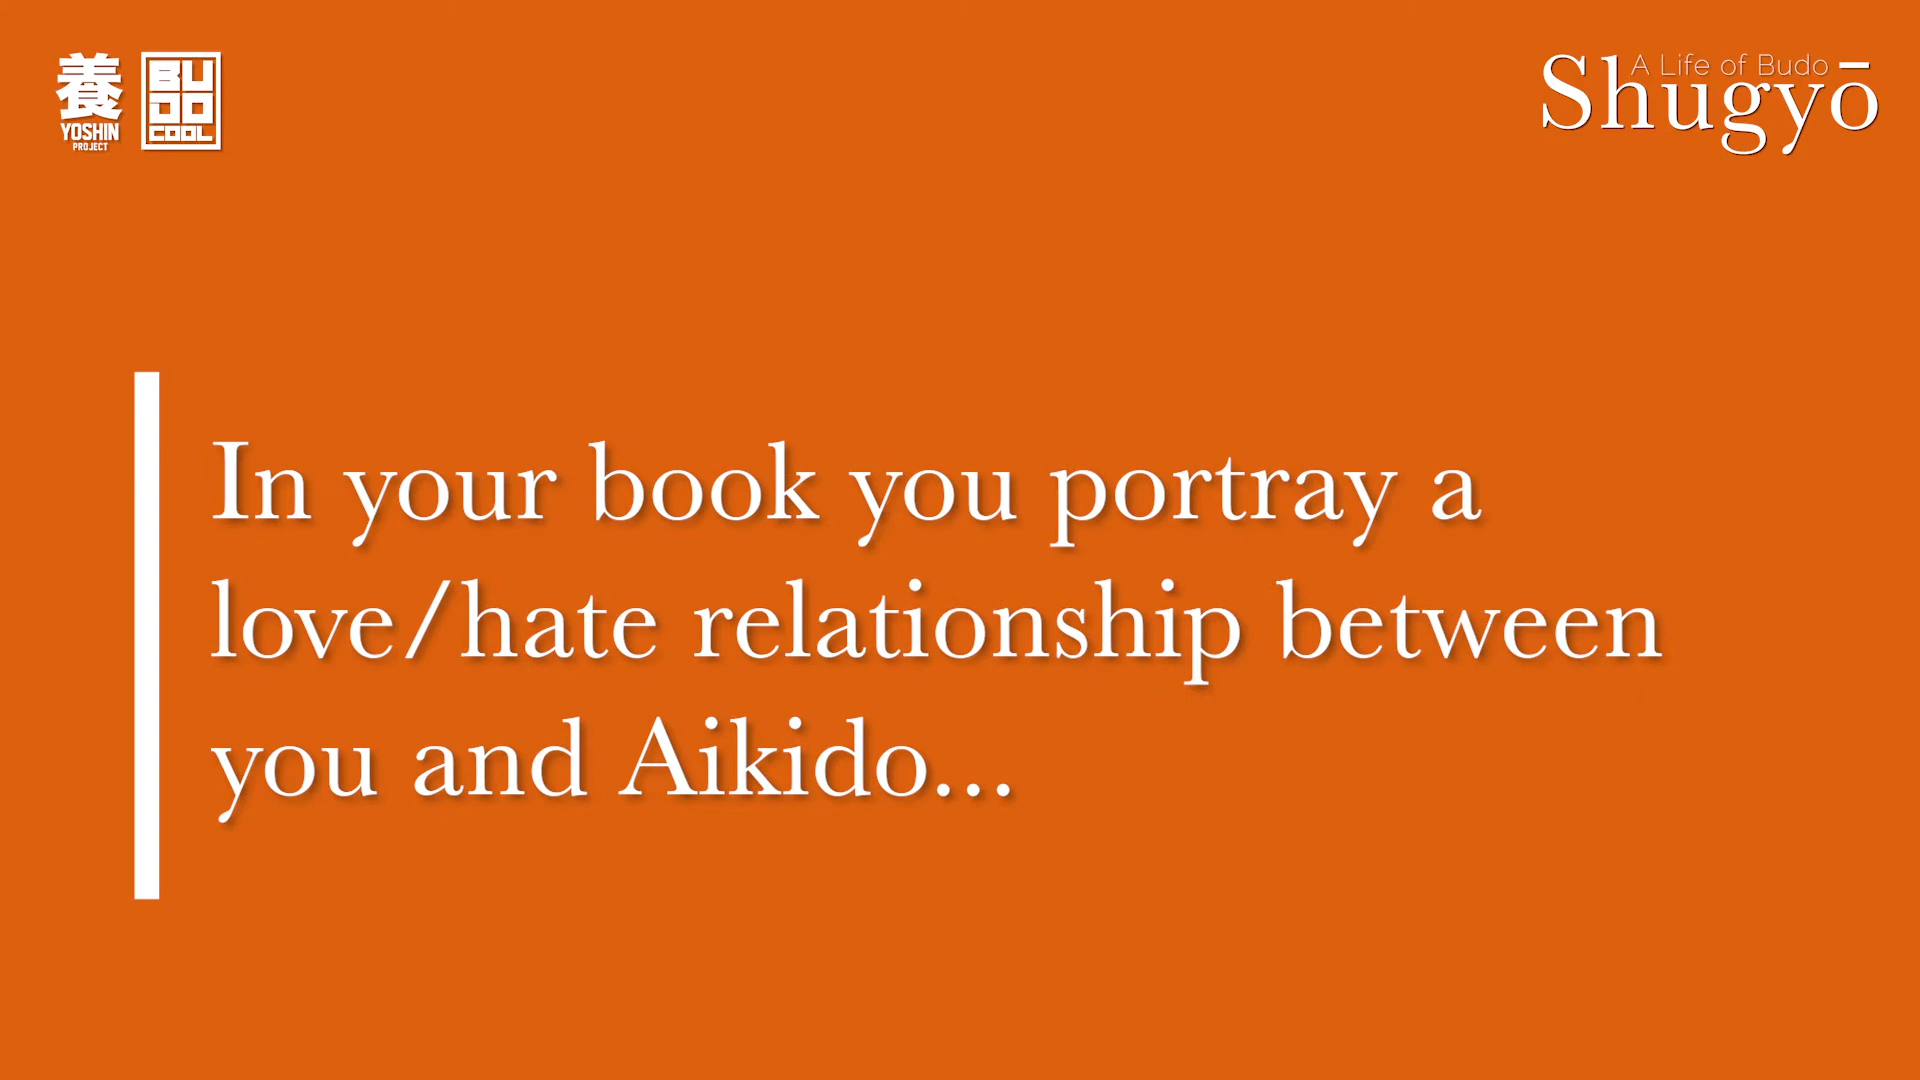 養
YOSHIN
PROJECT
BU
DO
COOL
A Life of Budo
Shugyō
In your book you portray a
love/hate relationship between
you and Aikido...